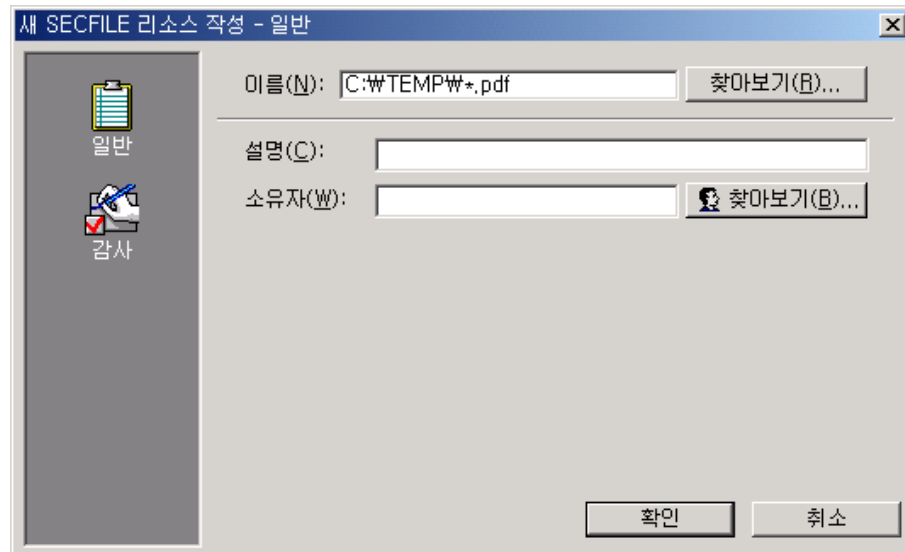 새 SECFILE 리소스 작성 - 일반
이름(N): C:₩TEMP₩*.pdf 찾아보기(R)...
일반
설명(C):
소유자(W): 찾아보기(B)...
감사
확인 취소